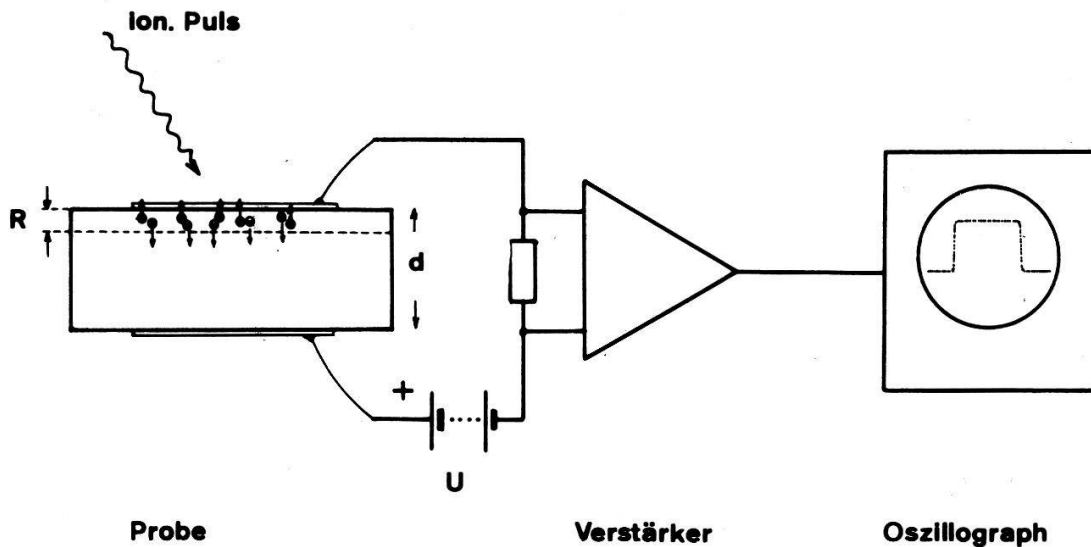 ion. Puls
R
d
+
U
Probe
Verstärker
Oszillograph